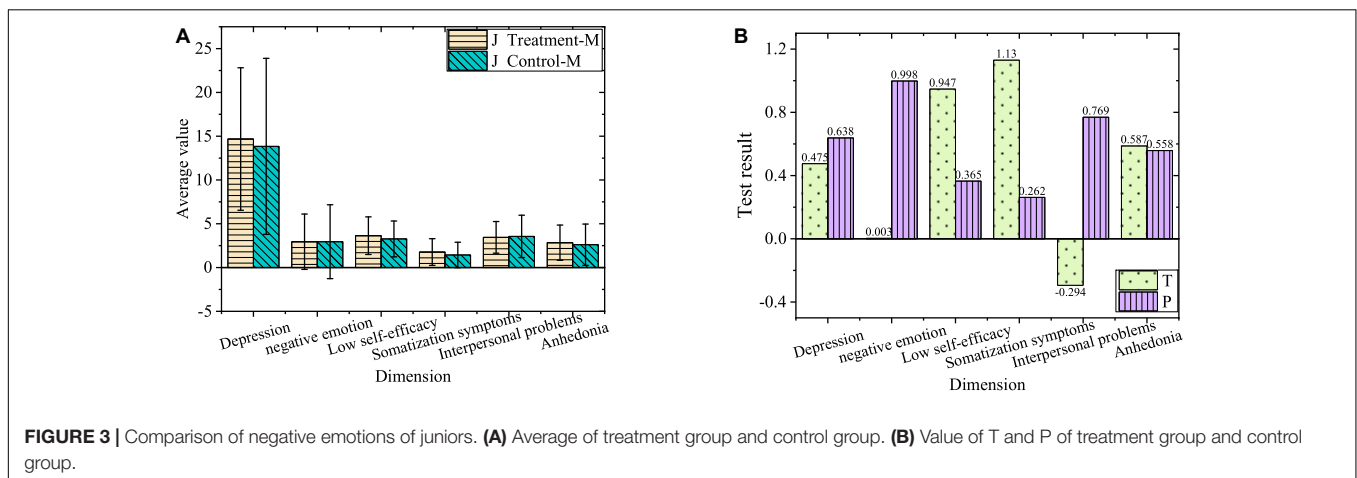 A
J Treatment-M
J Control-M
25
20
15
10
5
0
-5
Average value
Depression
negative emotion
Low self-efficacy
Somatization symptoms
Interpersonal problems
Anhedonia
Dimension
B
1.2
0.8
0.4
0.0
-0.4
Test result
0.475
0.638
0.003
0.998
0.947
0.365
1.13
0.262
-0.294
0.769
0.587
0.558
T
P
Depression
negative emotion
Low self-efficacy
Somatization symptoms
Interpersonal problems
Anhedonia
Dimension
FIGURE 3 | Comparison of negative emotions of juniors. (A) Average of treatment group and control group. (B) Value of T and P of treatment group and control
group.